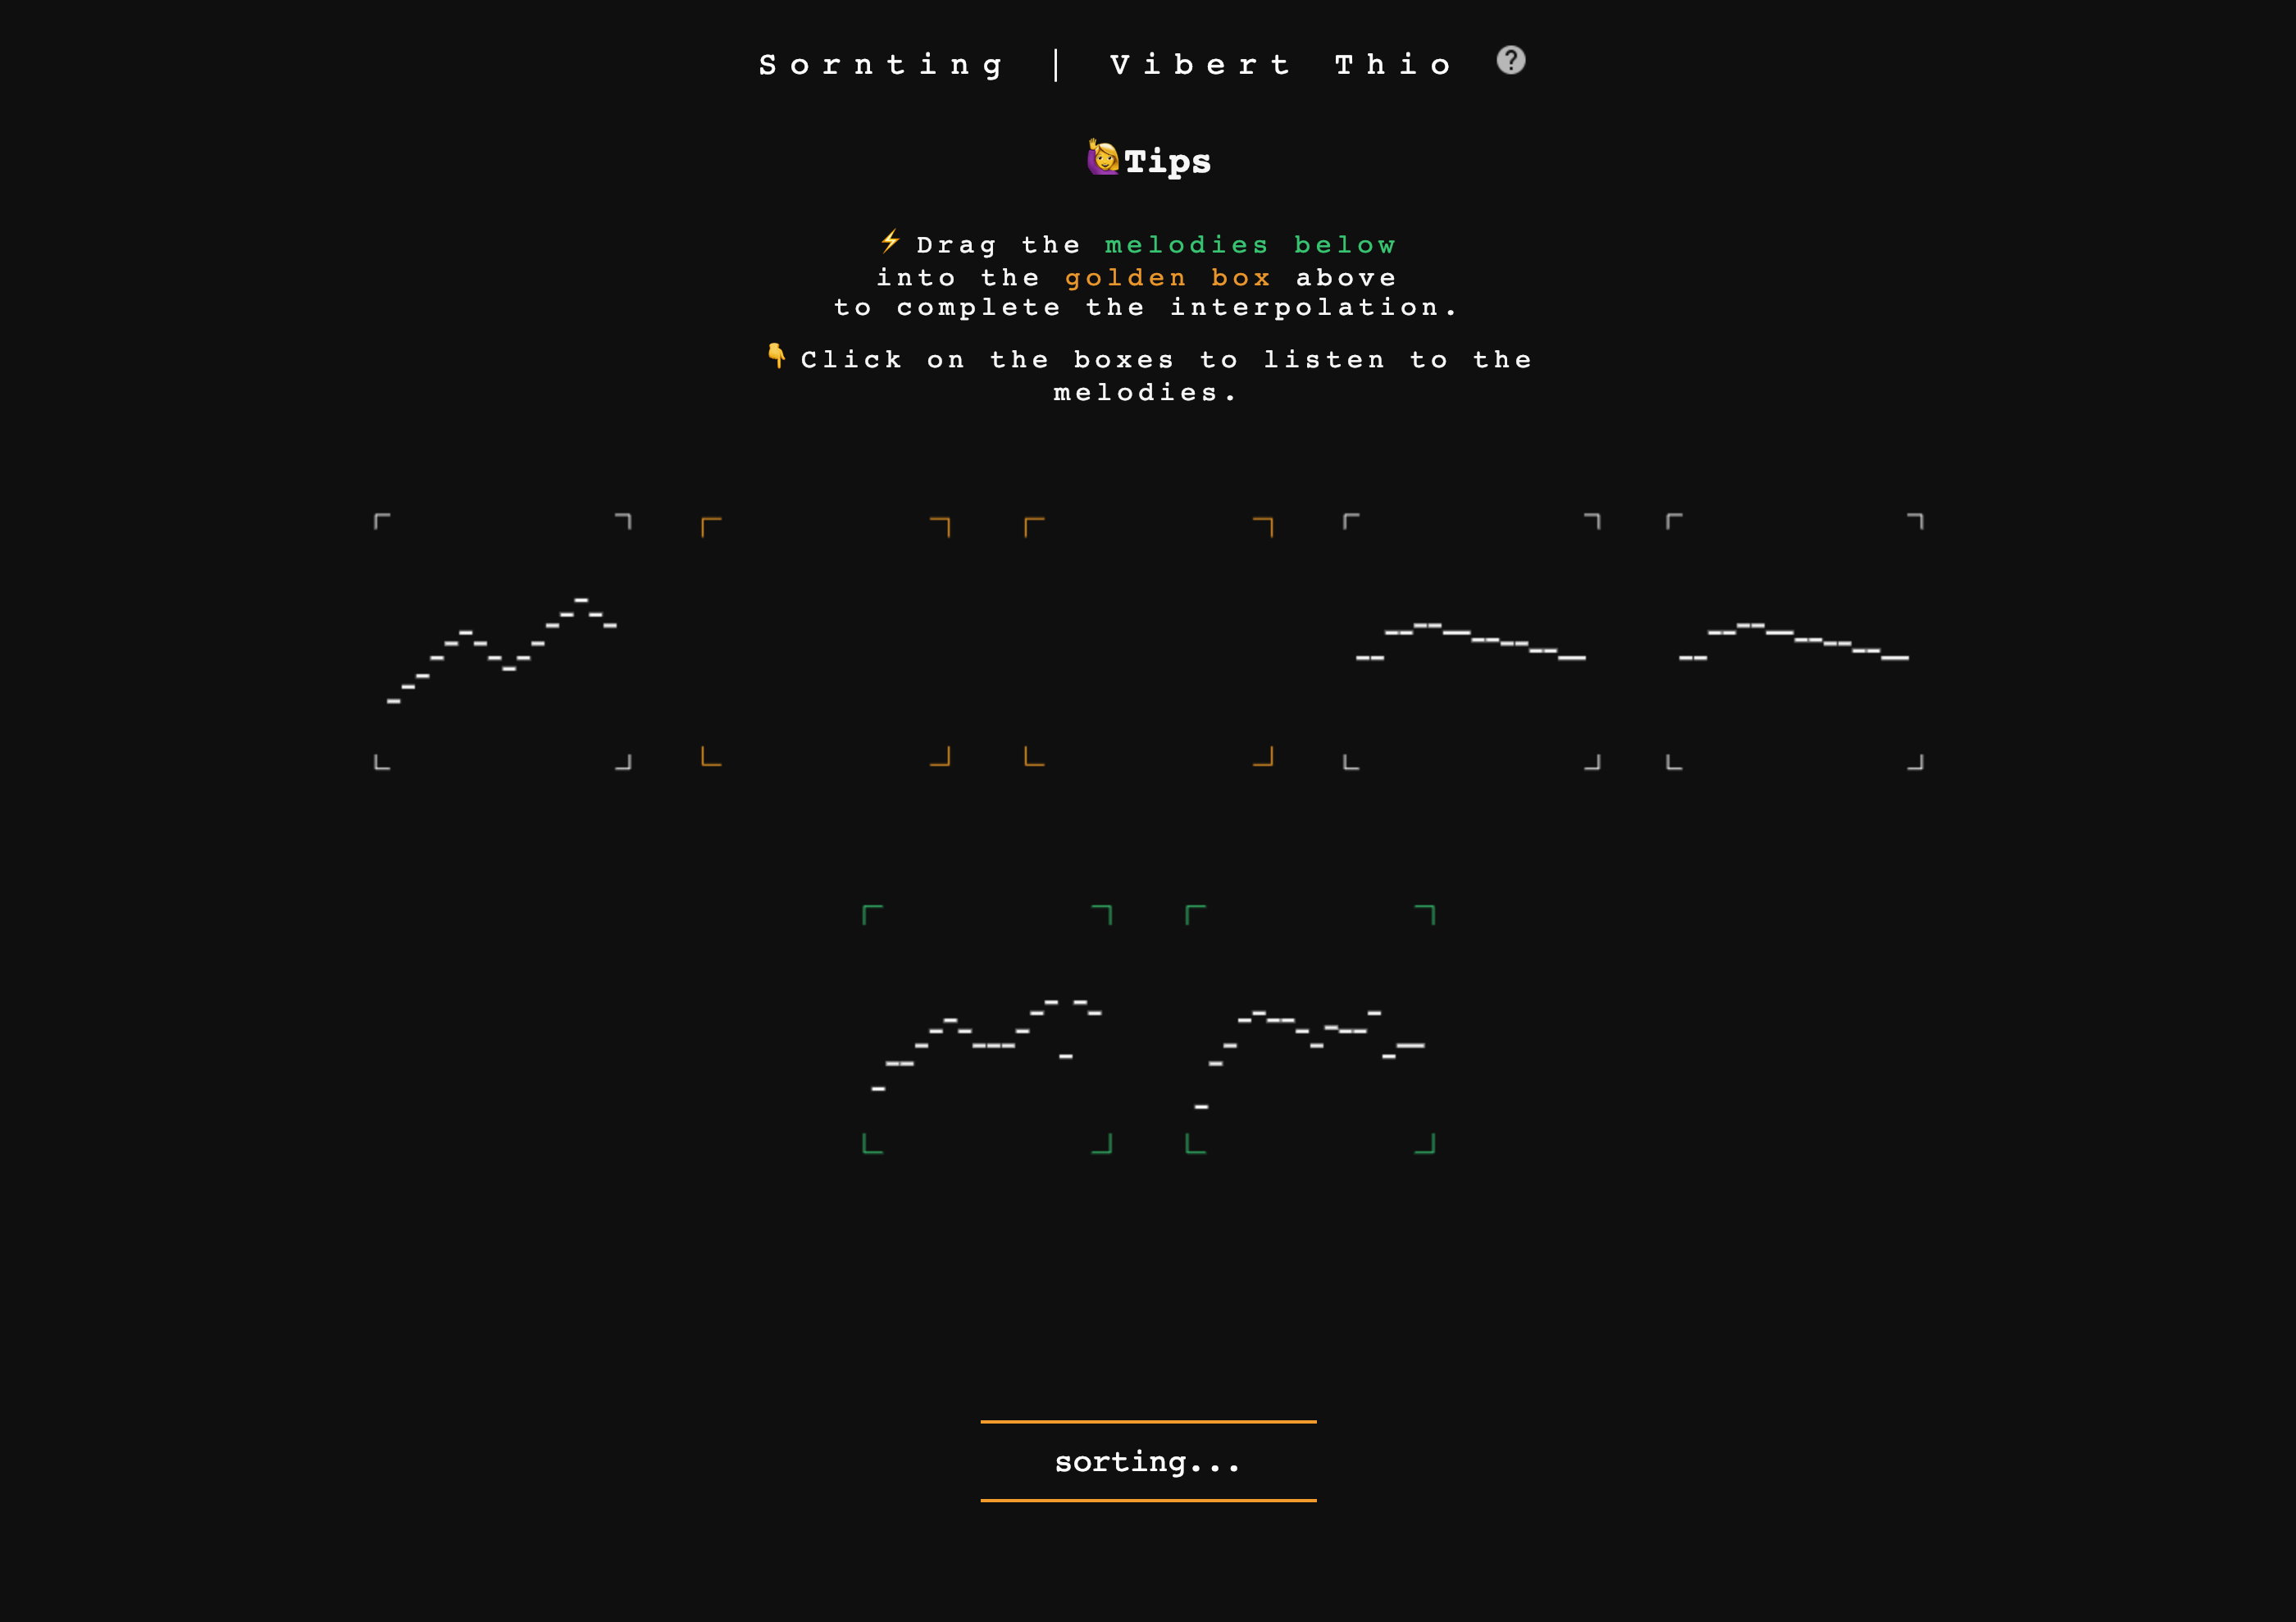 Sornting | Vibert Thio ?
🙋‍♀️Tips
⚡Drag the melodies below
into the golden box above
to complete the interpolation.
👇Click on the boxes to listen to the
melodies.
sorting...